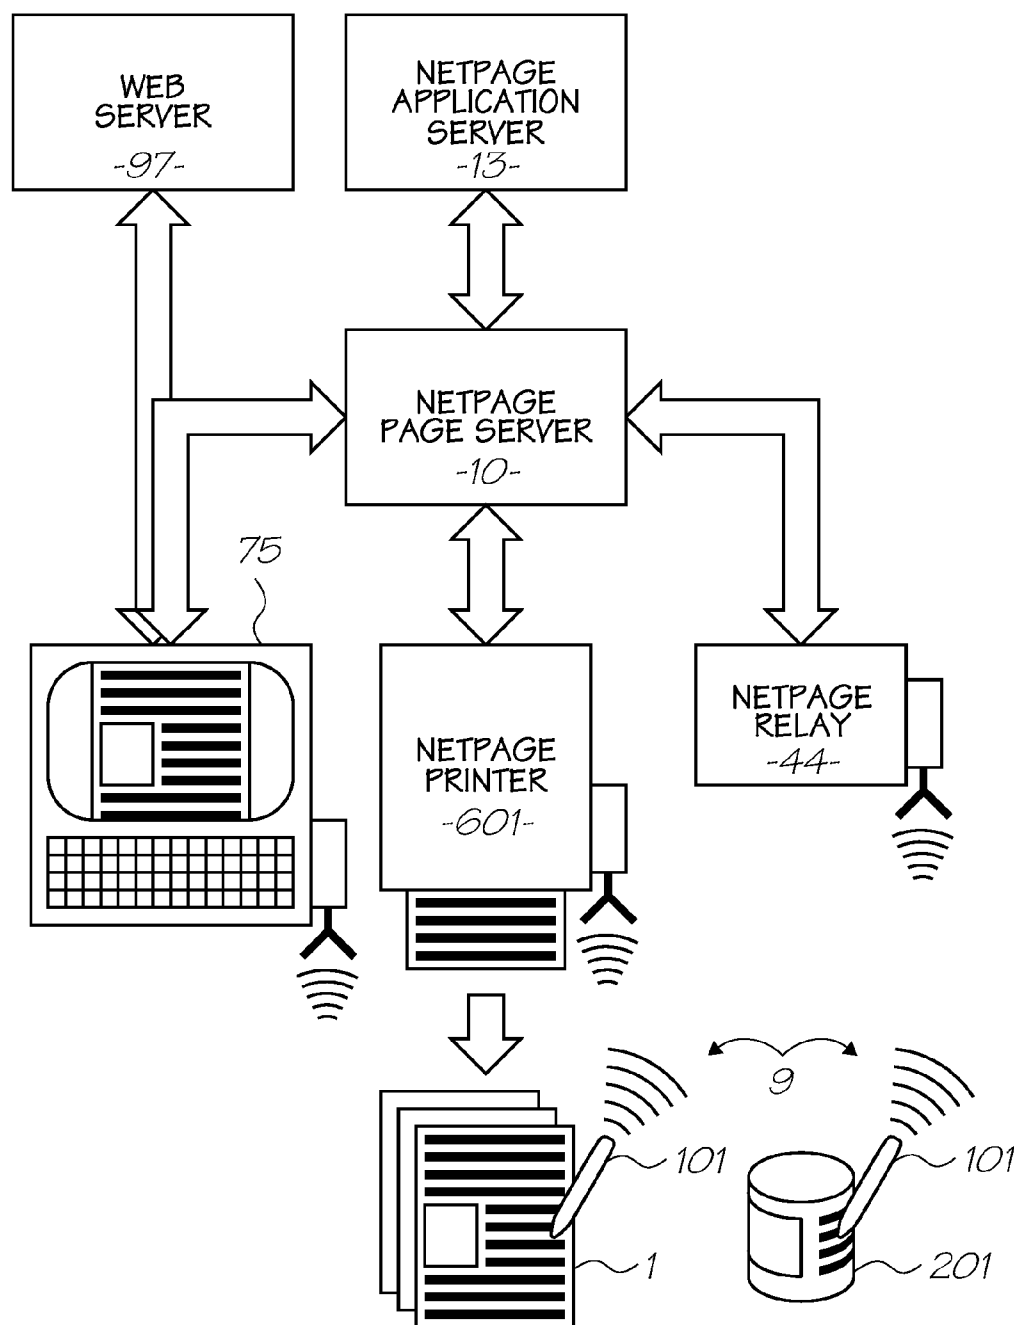 WEB
SERVER
-97-
NETPAGE
APPLICATION
SERVER
-13-
NETPAGE
PAGE SERVER
-10-
75
NETPAGE
PRINTER
-601-
NETPAGE
RELAY
-44-
9
101
101
1
201